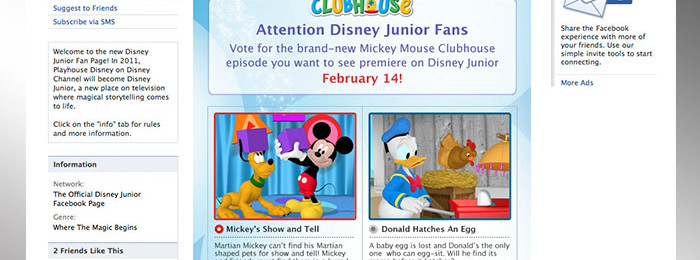 Suggest to Friends
Subscribe via SMS
Welcome to the new Disney
Junior Fan Page! In 2011,
Playhouse Disney on Disney
Channel will become Disney
Junior, a new place on television
where magical storytelling comes
to life.
Click on the "info" tab for rules
and more information.
Information
Network:
The Official Disney Junior
Facebook Page
Genre:
Where The Magic Begins
2 Friends Like This
CLUBHOUSE
Attention Disney Junior Fans
Vote for the brand-new Mickey Mouse Clubhouse
episode you want to see premiere on Disney Junior
February 14!
Mickey's Show and Tell
Martian Mickey can't find his Martian
shaped pets for show and tell! Mickey
Donald Hatches An Egg
A baby egg is lost and Donald's the only
one who can egg-sit. Will he find its
Share the Facebook
experience with more of
your friends. Use our
simple invite tools to start
connecting.
More Ads